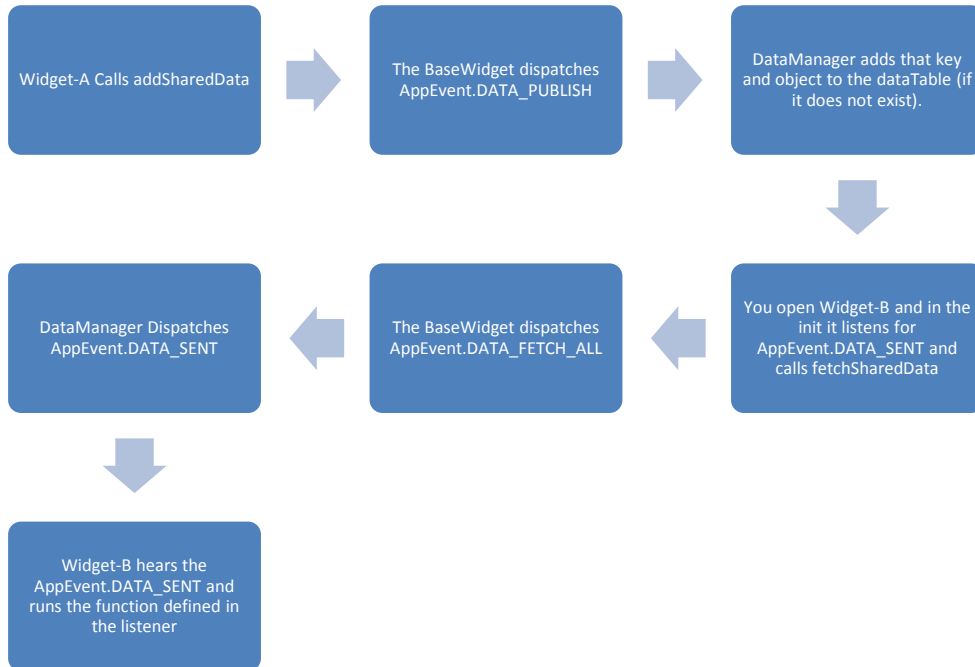 Widget-A Calls addSharedData
The BaseWidget dispatches
AppEvent.DATA_PUBLISH
DataManager adds that key
and object to the dataTable (if
it does not exist).
You open Widget-B and in the
init it listens for
AppEvent.DATA_SENT and
calls fetchSharedData
The BaseWidget dispatches
AppEvent.DATA_FETCH_ALL
DataManager Dispatches
AppEvent.DATA_SENT
Widget-B hears the
AppEvent.DATA_SENT and
runs the function defined in
the listener